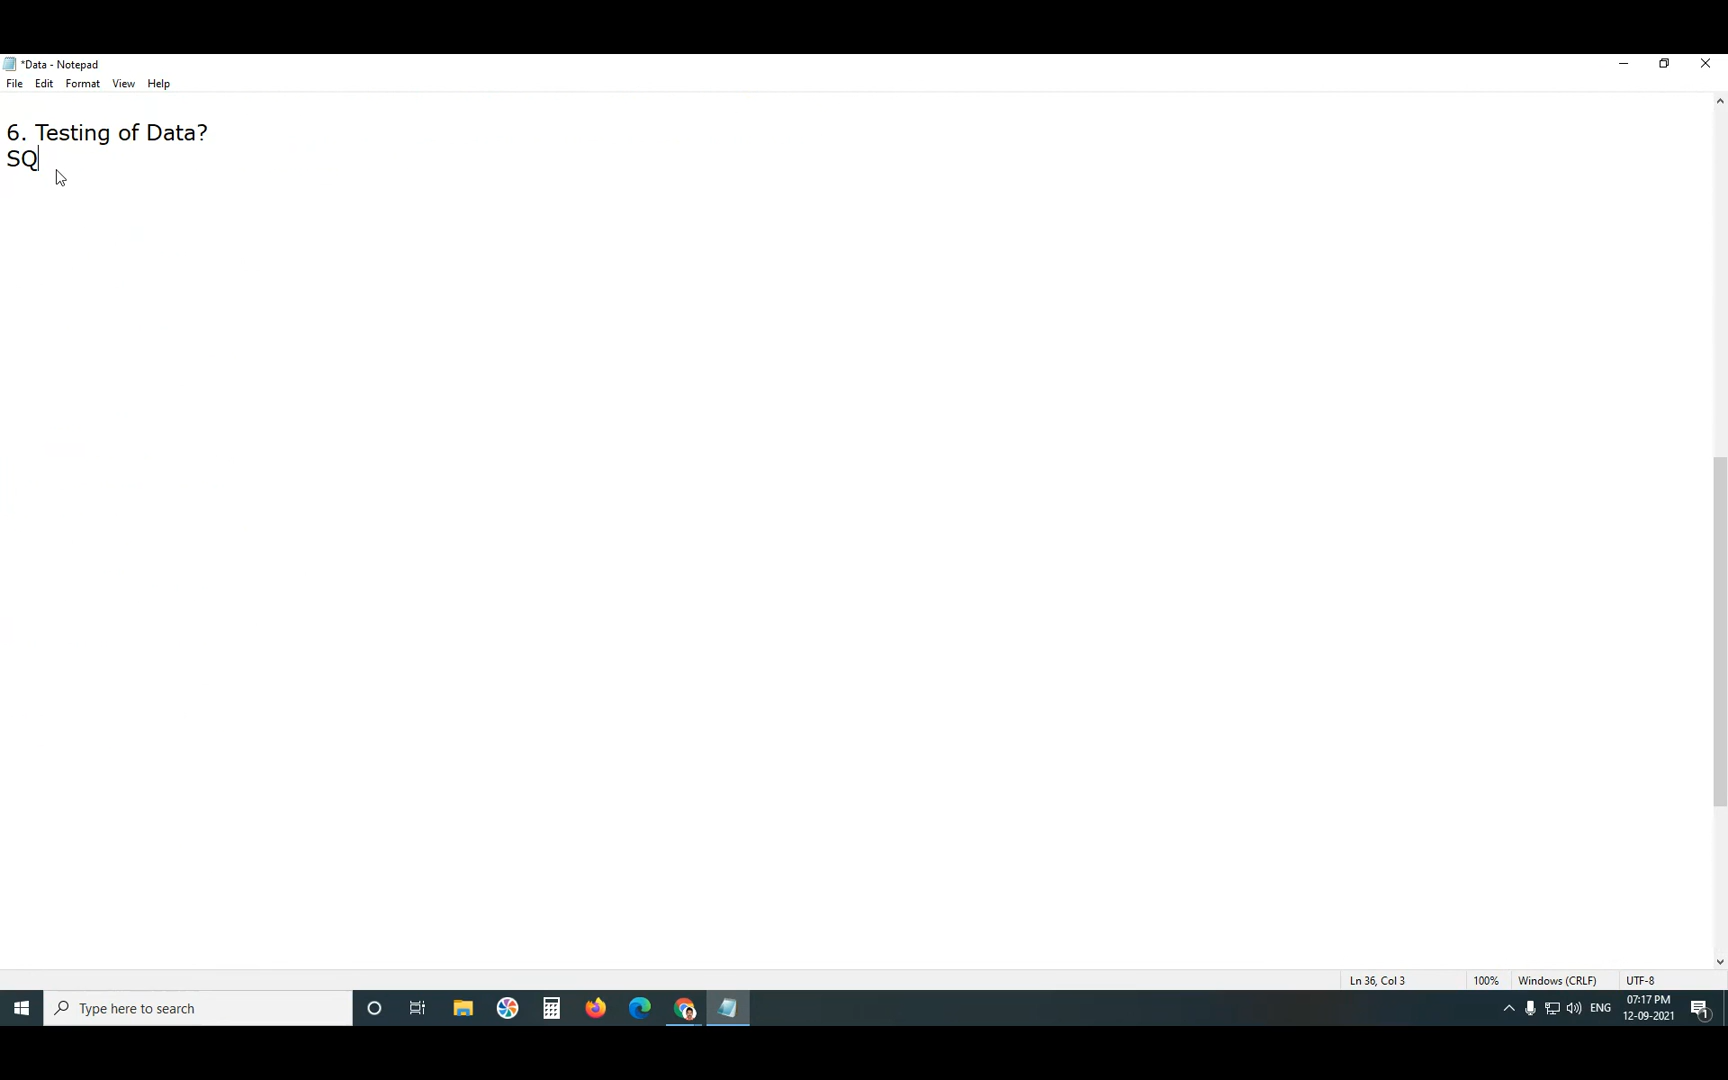 *Data - Notepad
File Edit Format View Help
6. Testing of Data?
SQ
Ln 36, Col 3 100% Windows (CRLF) UTF-8
Type here to search
ENG
07:17 PM
12-09-2021
1